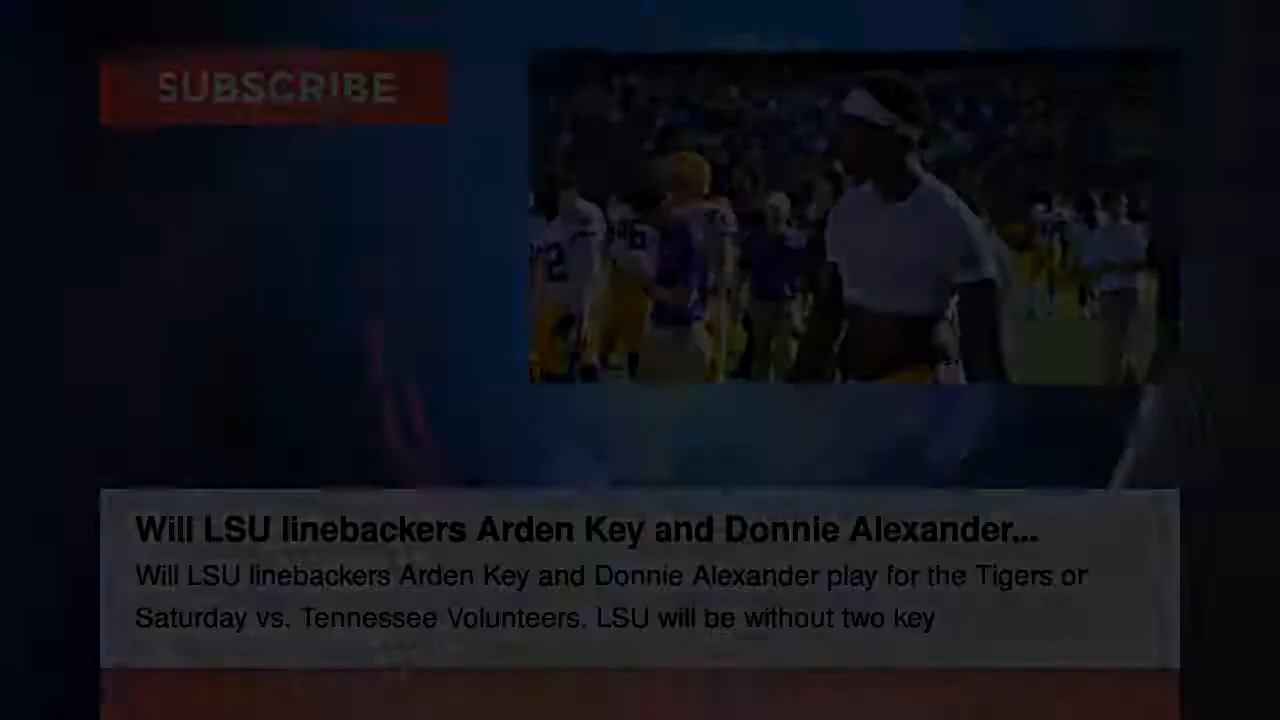 SUBSCRIBE
Will LSU linebackers Arden Key and Donnie Alexander...
Will LSU linebackers Arden Key and Donnie Alexander play for the Tigers or
Saturday vs. Tennessee Volunteers. LSU will be without two key